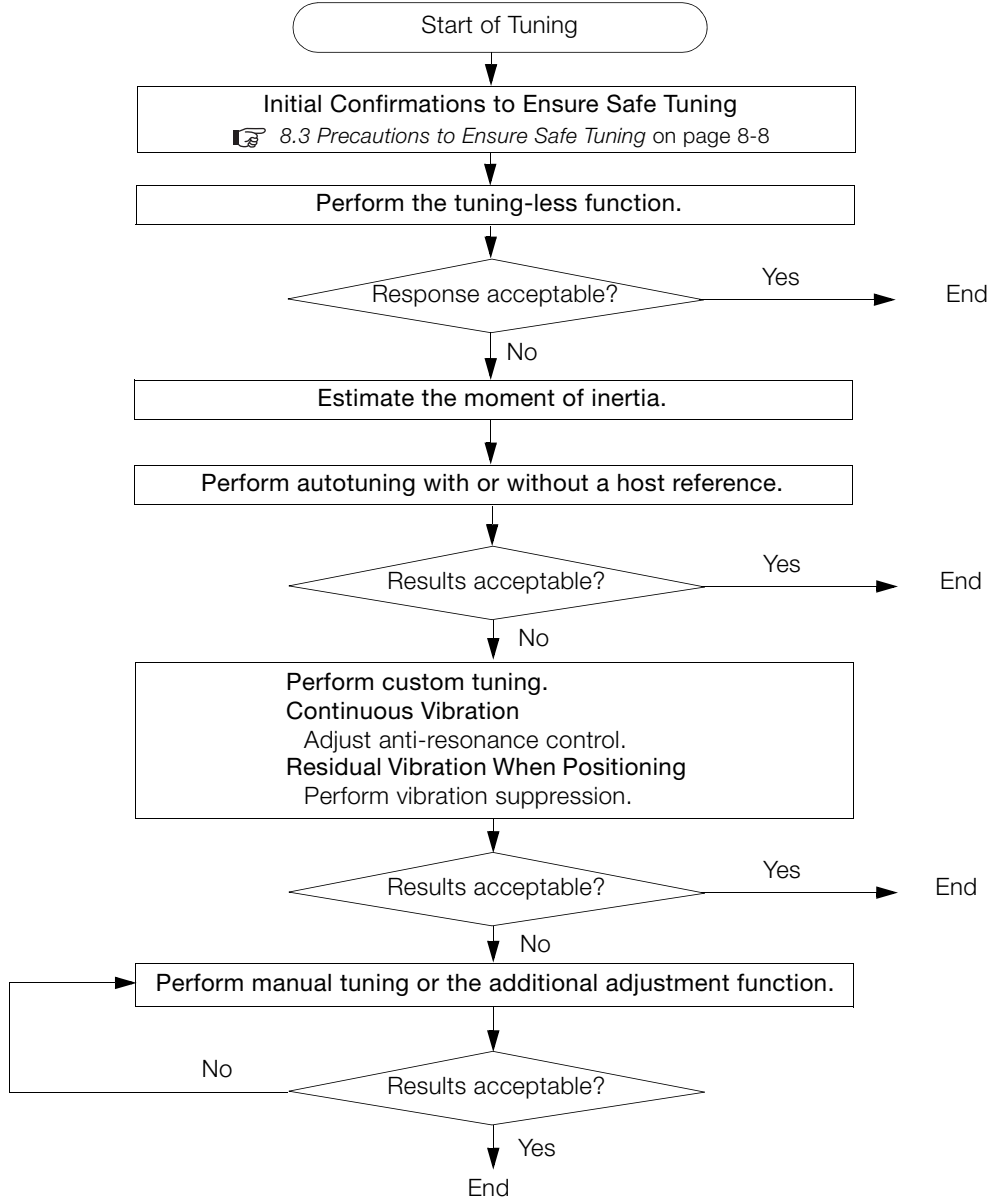 Start of Tuning
Initial Confirmations to Ensure Safe Tuning
8.3 Precautions to Ensure Safe Tuning on page 8-8
Perform the tuning-less function.
Response acceptable?
Yes
End
No
Estimate the moment of inertia.
Perform autotuning with or without a host reference.
Results acceptable?
Yes
End
No
Perform custom tuning.
Continuous Vibration
Adjust anti-resonance control.
Residual Vibration When Positioning
Perform vibration suppression.
Results acceptable?
Yes
End
No
Perform manual tuning or the additional adjustment function.
No
Results acceptable?
Yes
End